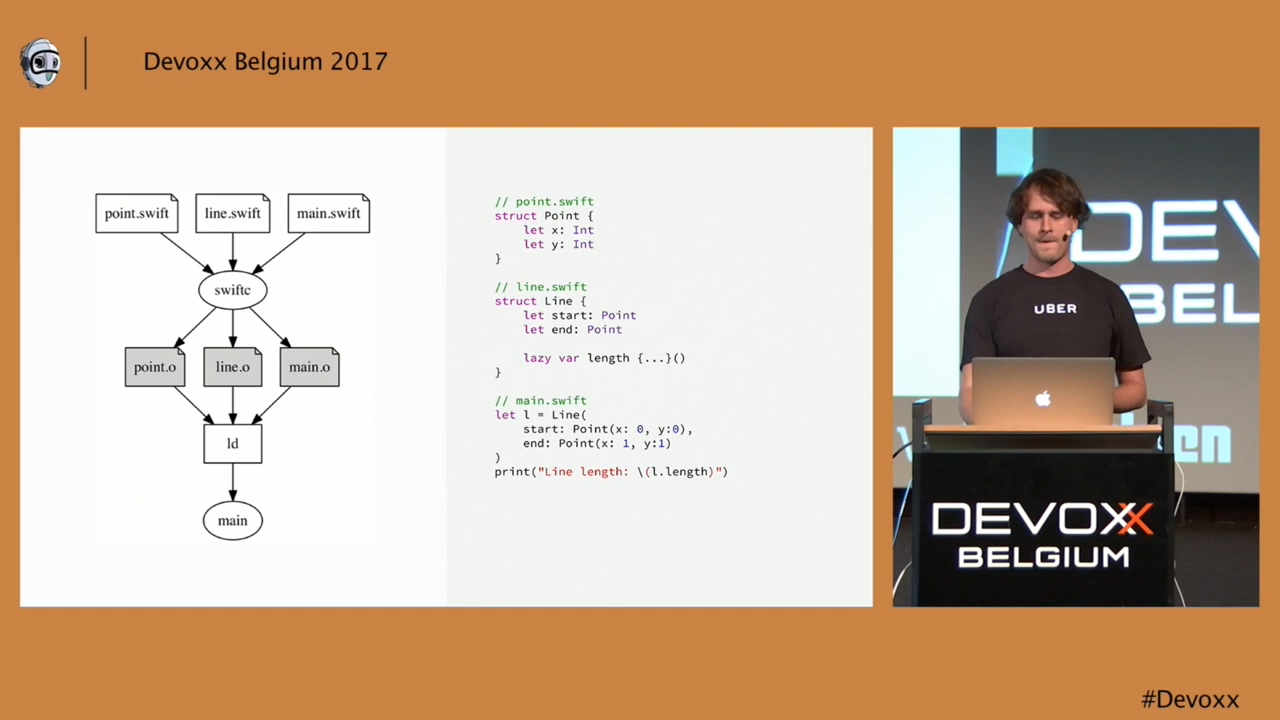 Devoxx Belgium 2017
point.swift
line.swift
main.swift
swiftc
point.o
line.o
main.o
ld
main
// point.swift
struct Point {
    let x: Int
    let y: Int
}
// line.swift
struct Line {
    let start: Point
    let end: Point
    lazy var length {...}()
}
// main.swift
let l = Line(
    start: Point(x: 0, y:0),
    end: Point(x: 1, y:1)
)
print("Line length: \(l.length)")
DEV
BEL
UBER
DEVOXX
BELGIUM
#Devoxx